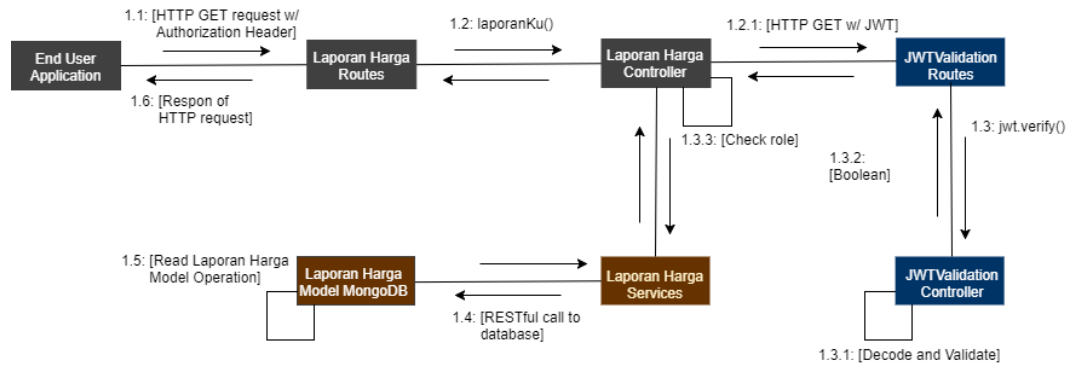 1.1: [HTTP GET request w/
Authorization Header]
1.2: laporanKu()
1.2.1: [HTTP GET w/ JWT]
End User
Application
Laporan Harga
Routes
Laporan Harga
Controller
JWTValidation
Routes
1.6: [Respon of
HTTP request]
1.3.3: [Check role]
1.3: jwt.verify()
1.3.2:
[Boolean]
1.5: [Read Laporan Harga
Model Operation]
Laporan Harga
Model MongoDB
Laporan Harga
Services
JWTValidation
Controller
1.4: [RESTful call to
database]
1.3.1: [Decode and Validate]